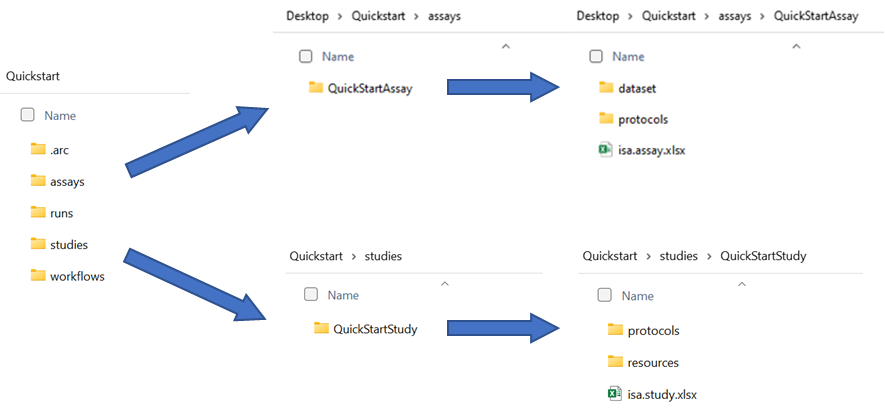 Quickstart
Name
.arc
assays
runs
studies
workflows
Desktop > Quickstart > assays
Name
QuickStartAssay
Desktop > Quickstart > assays > QuickStartAssay
Name
dataset
protocols
isa.assay.xlsx
Quickstart > studies
Name
QuickStartStudy
Quickstart > studies > QuickStartStudy
Name
protocols
resources
isa.study.xlsx